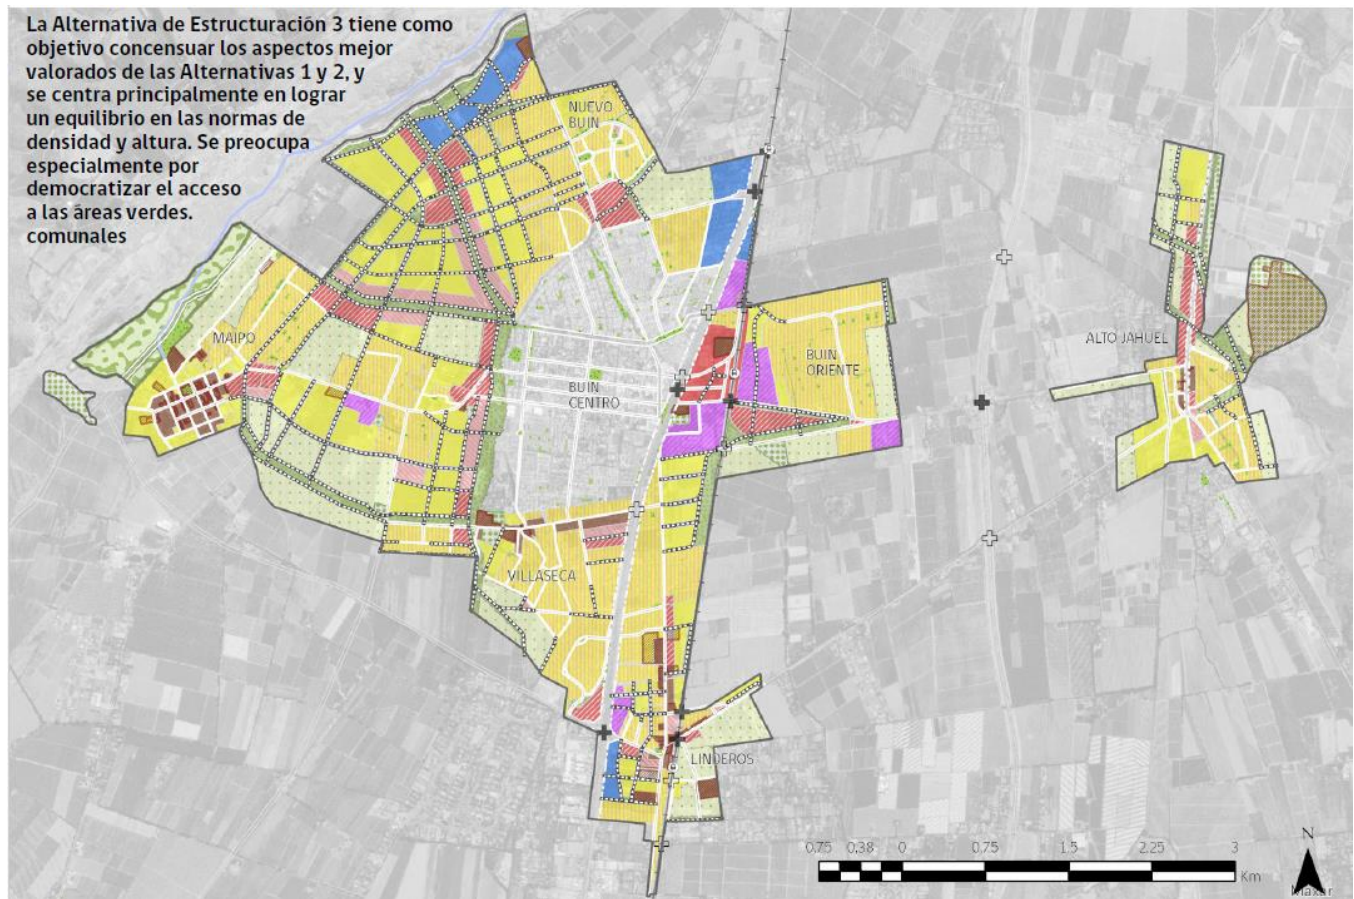 La Alternativa de Estructuración 3 tiene como
objetivo concensuar los aspectos mejor
valorados de las Alternativas 1 y 2, y
se centra principalmente en lograr
un equilibrio en las normas de
densidad y altura. Se preocupa
especialmente por
democratizar el acceso
a las áreas verdes.
comunales
NUEVO
BUIN
MAIPO
BUIN
CENTRO
BUIN
ORIENTE
ALTO JAHUEL
VILLASECA
LINDEROS
0.75 0.38 0 0.75 1.5 2.25 3
Km
N
Maxar